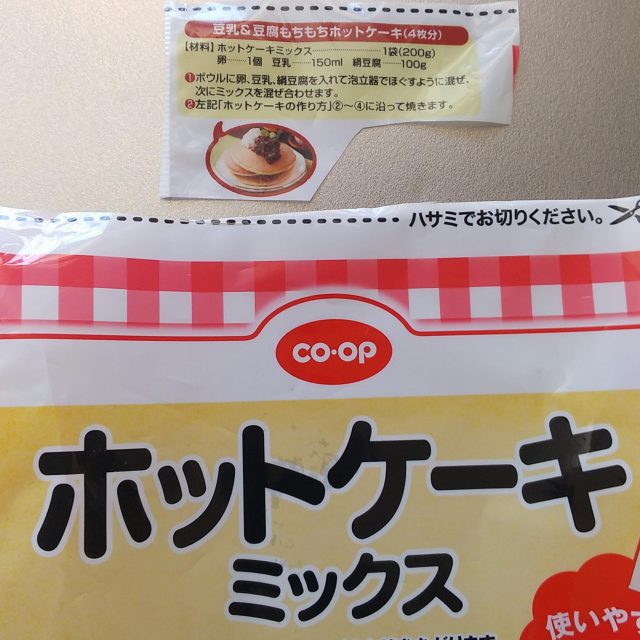 豆乳&豆腐もちもちホットケーキ(4枚分)
【材料】ホットケーキミックス…………1袋(200g)
卵……1個 豆乳……150ml 絹豆腐……100g
❶ボウルに卵、豆乳、絹豆腐を入れて泡立器でほぐすように混ぜ、
次にミックスを混ぜ合わせます。
❷左記「ホットケーキの作り方」②〜④に沿って焼きます。
ハサミでお切りください。
CO・OP
ホットケーキ
ミックス
使いやす